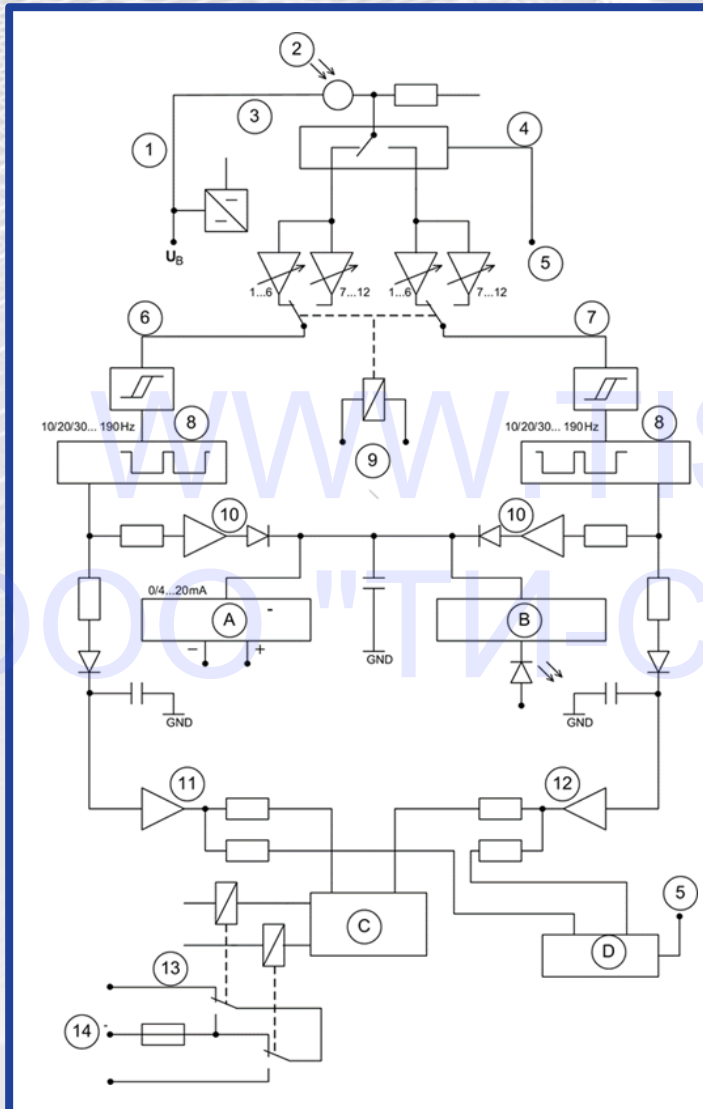 2
3
4
1
U_B
5
1...6
7...12
1...6
7...12
6
7
10/20/30... 190Hz
8
10/20/30... 190Hz
8
9
WWW.TIS
10
10
0/4...20mA
A
-
B
ООО "ТИ-С
− +
GND
GND
GND
11
12
C
5
D
13
14 -